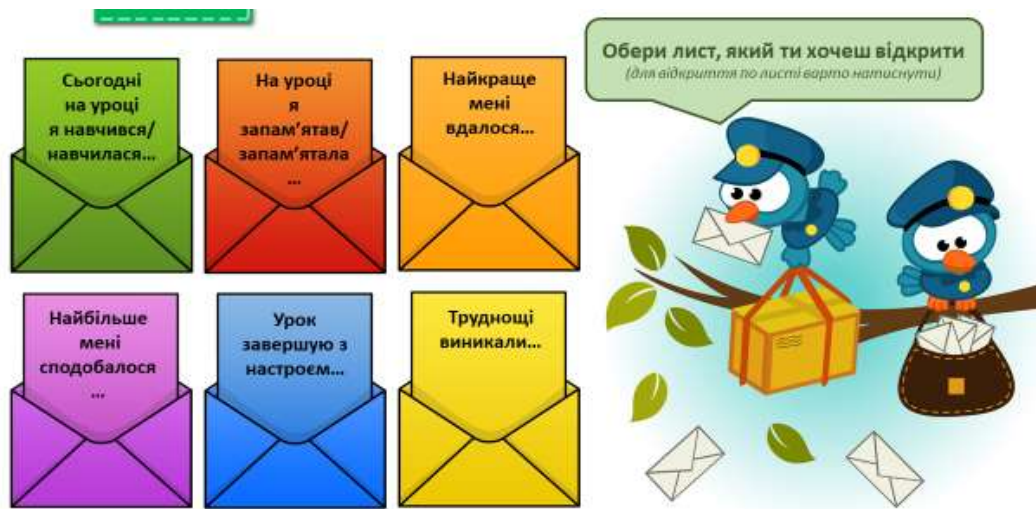 Сьогодні
на уроці
я навчився/
навчилася…
На уроці
я
запам’ятав/
запам’ятала
…
Найкраще
мені
вдалося…
Обери лист, який ти хочеш відкрити
(для відкриття по листі варто натиснути)
Найбільше
мені
сподобалося
…
Урок
завершую з
настроєм…
Труднощі
виникали…